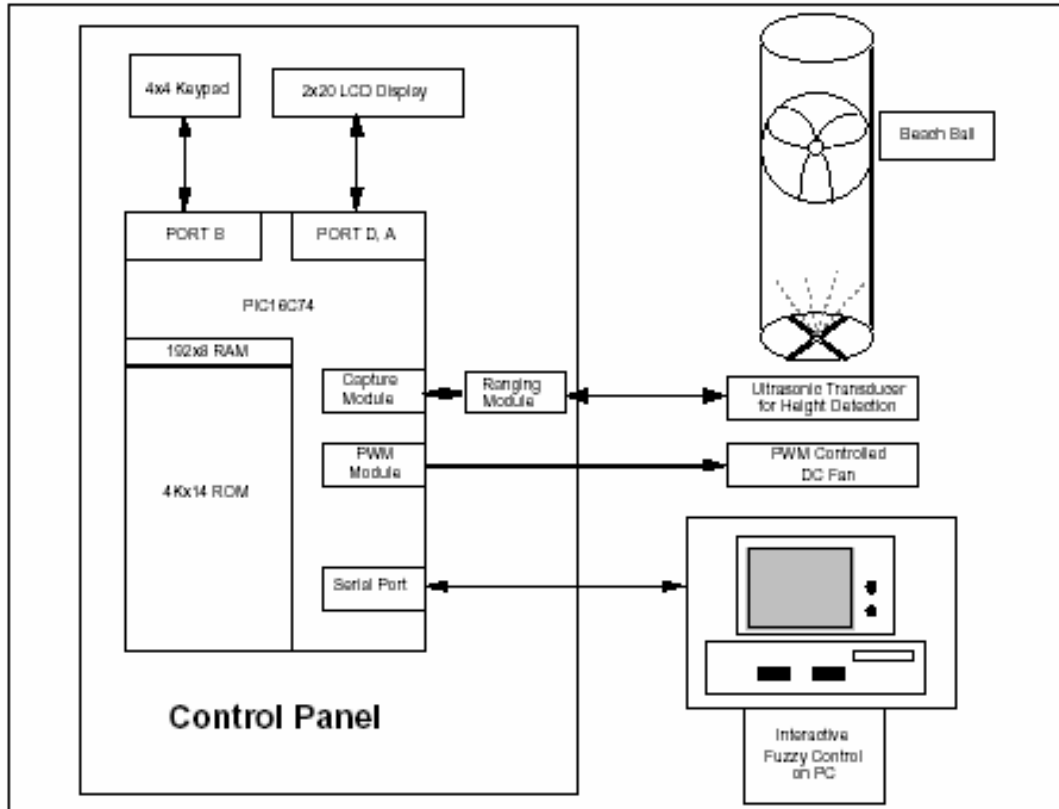 4x4 Keypad
2x20 LCD Display
Beach Ball
PORT B
PORT D, A
PIC16C74
192x8 RAM
Capture
Module
Ranging
Module
Ultrasonic Transducer
for Height Detection
PWM
Module
PWM Controlled
DC Fan
4Kx14 ROM
Serial Port
Control Panel
Interactive
Fuzzy Control
on PC